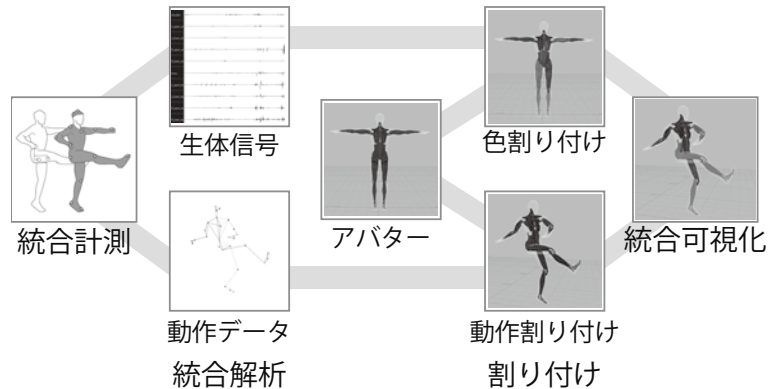 生体信号
色割り付け
アバター
統合計測
統合可視化
動作データ
動作割り付け
統合解析
割り付け